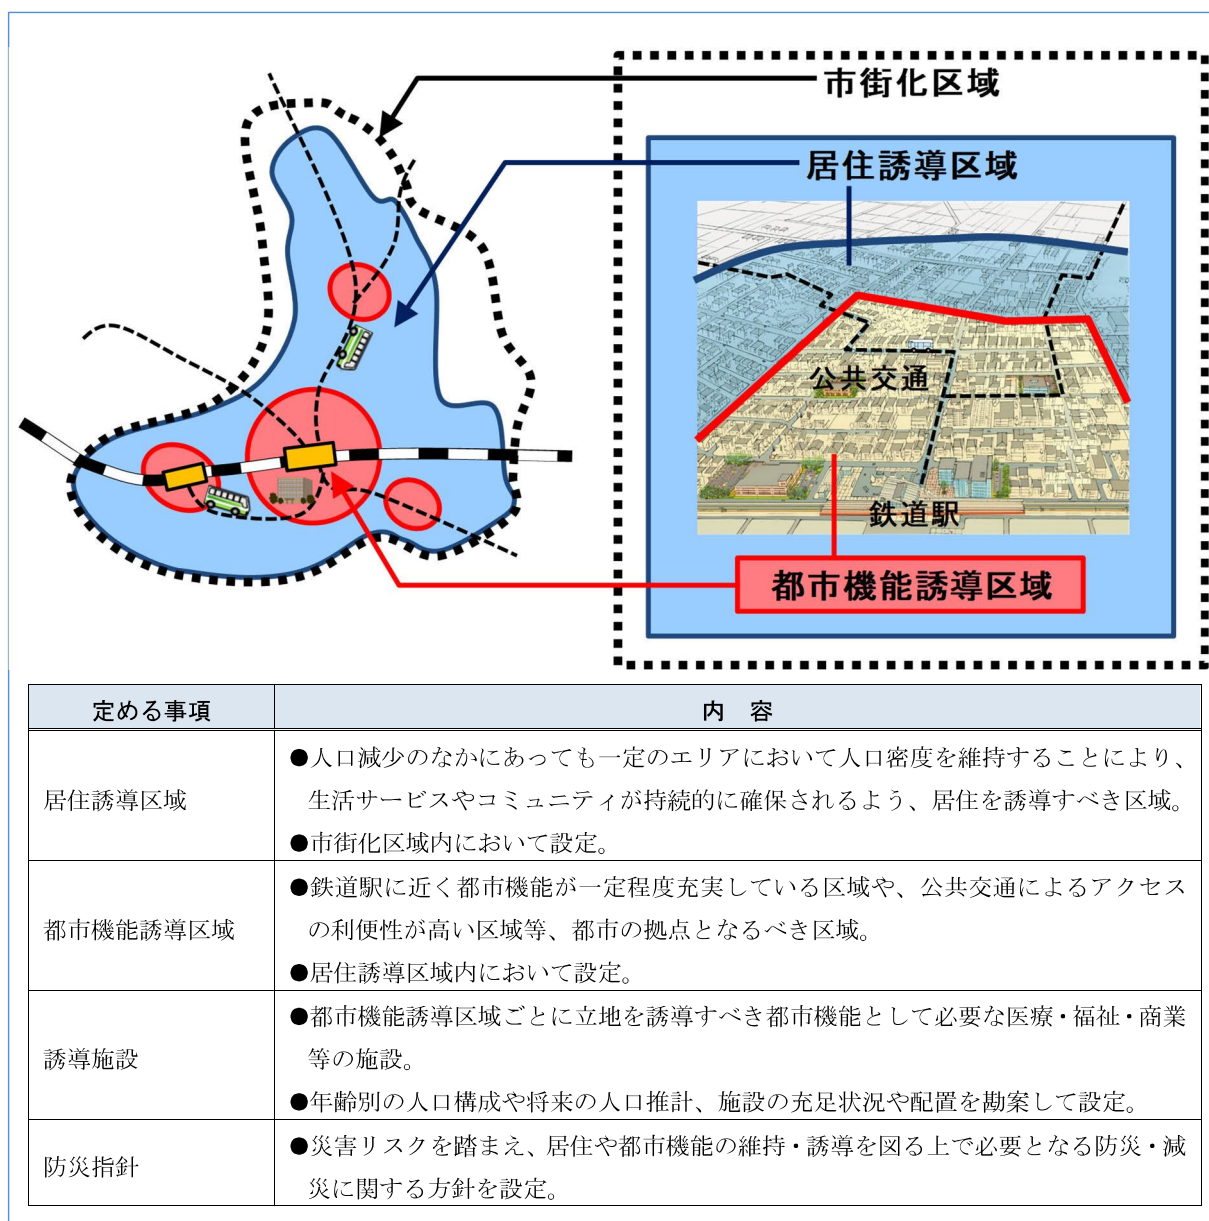 市街化区域
居住誘導区域
公共交通
鉄道駅
都市機能誘導区域
定める事項
内 容
居住誘導区域
●人口減少のなかにあっても一定のエリアにおいて人口密度を維持することにより、
生活サービスやコミュニティが持続的に確保されるよう、居住を誘導すべき区域。
●市街化区域内において設定。
都市機能誘導区域
●鉄道駅に近く都市機能が一定程度充実している区域や、公共交通によるアクセス
の利便性が高い区域等、都市の拠点となるべき区域。
●居住誘導区域内において設定。
誘導施設
●都市機能誘導区域ごとに立地を誘導すべき都市機能として必要な医療・福祉・商業
等の施設。
●年齢別の人口構成や将来の人口推計、施設の充足状況や配置を勘案して設定。
防災指針
●災害リスクを踏まえ、居住や都市機能の維持・誘導を図る上で必要となる防災・減
災に関する方針を設定。